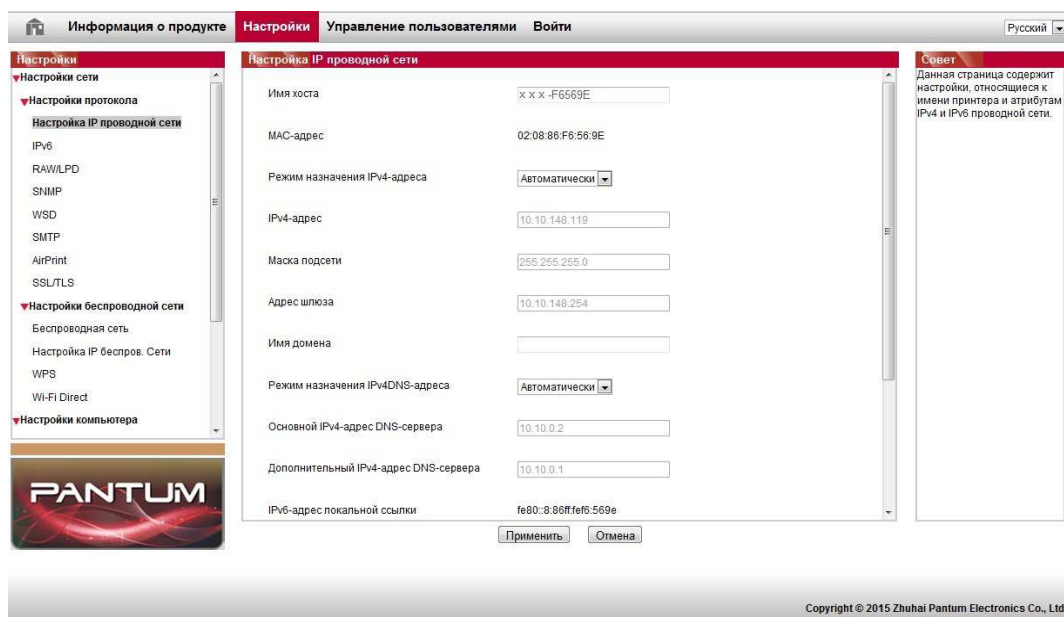 Информация о продукте Настройки Управление пользователями Войти Русский
Настройки
Настройки сети
Настройки протокола
Настройка IP проводной сети
IPv6
RAW/LPD
SNMP
WSD
SMTP
AirPrint
SSL/TLS
Настройки беспроводной сети
Беспроводная сеть
Настройка IP беспров. Сети
WPS
Wi-Fi Direct
Настройки компьютера
PANTUM
Настройка IP проводной сети
Имя хоста x x x -F6569E
MAC-адрес 02:08:86:F6:56:9E
Режим назначения IPv4-адреса Автоматически
IPv4-адрес 10.10.148.119
Маска подсети 255.255.255.0
Адрес шлюза 10.10.148.254
Имя домена
Режим назначения IPv4DNS-адреса Автоматически
Основной IPv4-адрес DNS-сервера 10.10.0.2
Дополнительный IPv4-адрес DNS-сервера 10.10.0.1
IPv6-адрес локальной ссылки fe80::8:86ff:fef6:569e
Применить Отмена
Совет
Данная страница содержит
настройки, относящиеся к
имени принтера и атрибутам
IPv4 и IPv6 проводной сети.
Copyright © 2015 Zhuhai Pantum Electronics Co., Ltd